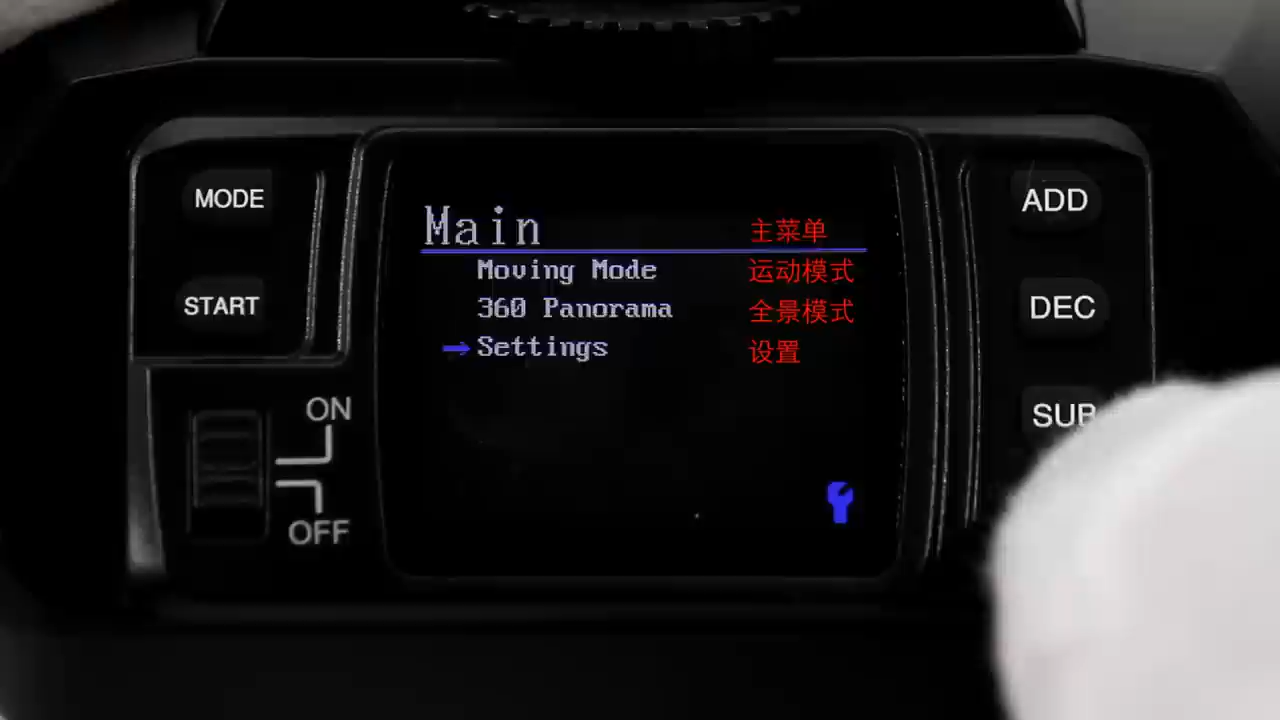 MODE
START
ON
OFF
Main 主菜单
Moving Mode 运动模式
360 Panorama 全景模式
Settings 设置
ADD
DEC
SUB